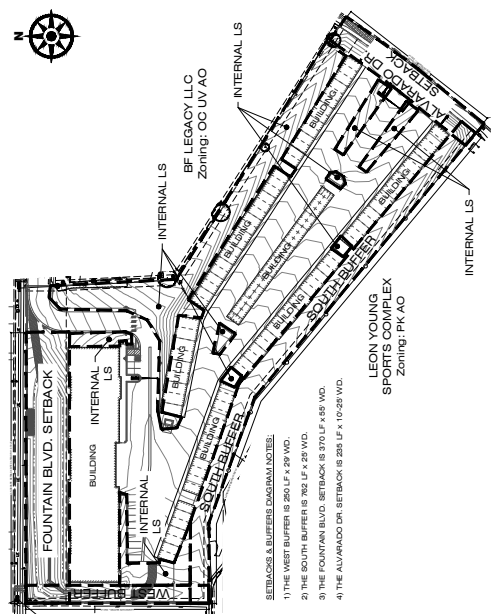 N
FOUNTAIN BLVD. SETBACK
BUILDING
INTERNAL
LS
INTERNAL
LS
WEST BUFFER
INTERNAL LS
BF LEGACY LLC
Zoning: OC UV AO
INTERNAL LS
ALVARADO DR.
SETBACK
BUILDING
BUILDING
BUILDING
BUILDING
BUILDING
BUILDING
BUILDING
SOUTH BUFFER
SOUTH BUFFER
INTERNAL LS
LEON YOUNG
SPORTS COMPLEX
Zoning: PK AO
SETBACKS & BUFFERS DIAGRAM NOTES:
1) THE WEST BUFFER IS 250 LF x 29' WD.
2) THE SOUTH BUFFER IS 762 LF x 25' WD.
3) THE FOUNTAIN BLVD. SETBACK IS 370 LF x 55' WD.
4) THE ALVARADO DR. SETBACK IS 235 LF x 10'-25' WD.